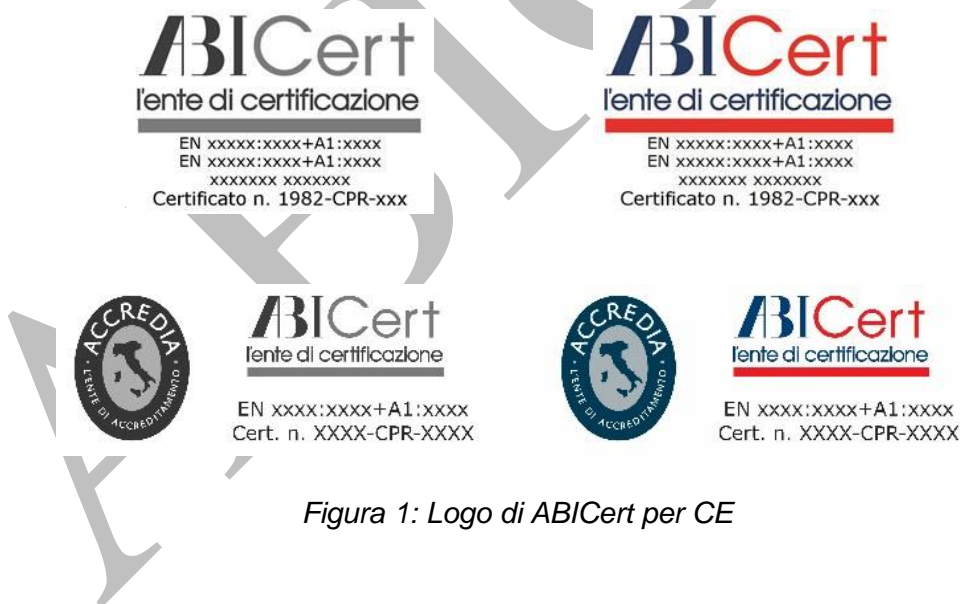 ABICert
l'ente di certificazione
EN xxxxx:xxxx+A1:xxxx
EN xxxxx:xxxx+A1:xxxx
xxxxxxx xxxxxxx
Certificato n. 1982-CPR-xxx
ABICert
l'ente di certificazione
EN xxxxx:xxxx+A1:xxxx
EN xxxxx:xxxx+A1:xxxx
xxxxxxx xxxxxxx
Certificato n. 1982-CPR-xxx
ACCREDIA
L'ENTE DI ACCREDITAMENTO
ABICert
l'ente di certificazione
EN xxxx:xxxx+A1:xxxx
Cert. n. XXXX-CPR-XXXX
ACCREDIA
L'ENTE DI ACCREDITAMENTO
ABICert
l'ente di certificazione
EN xxxx:xxxx+A1:xxxx
Cert. n. XXXX-CPR-XXXX
Figura 1: Logo di ABICert per CE